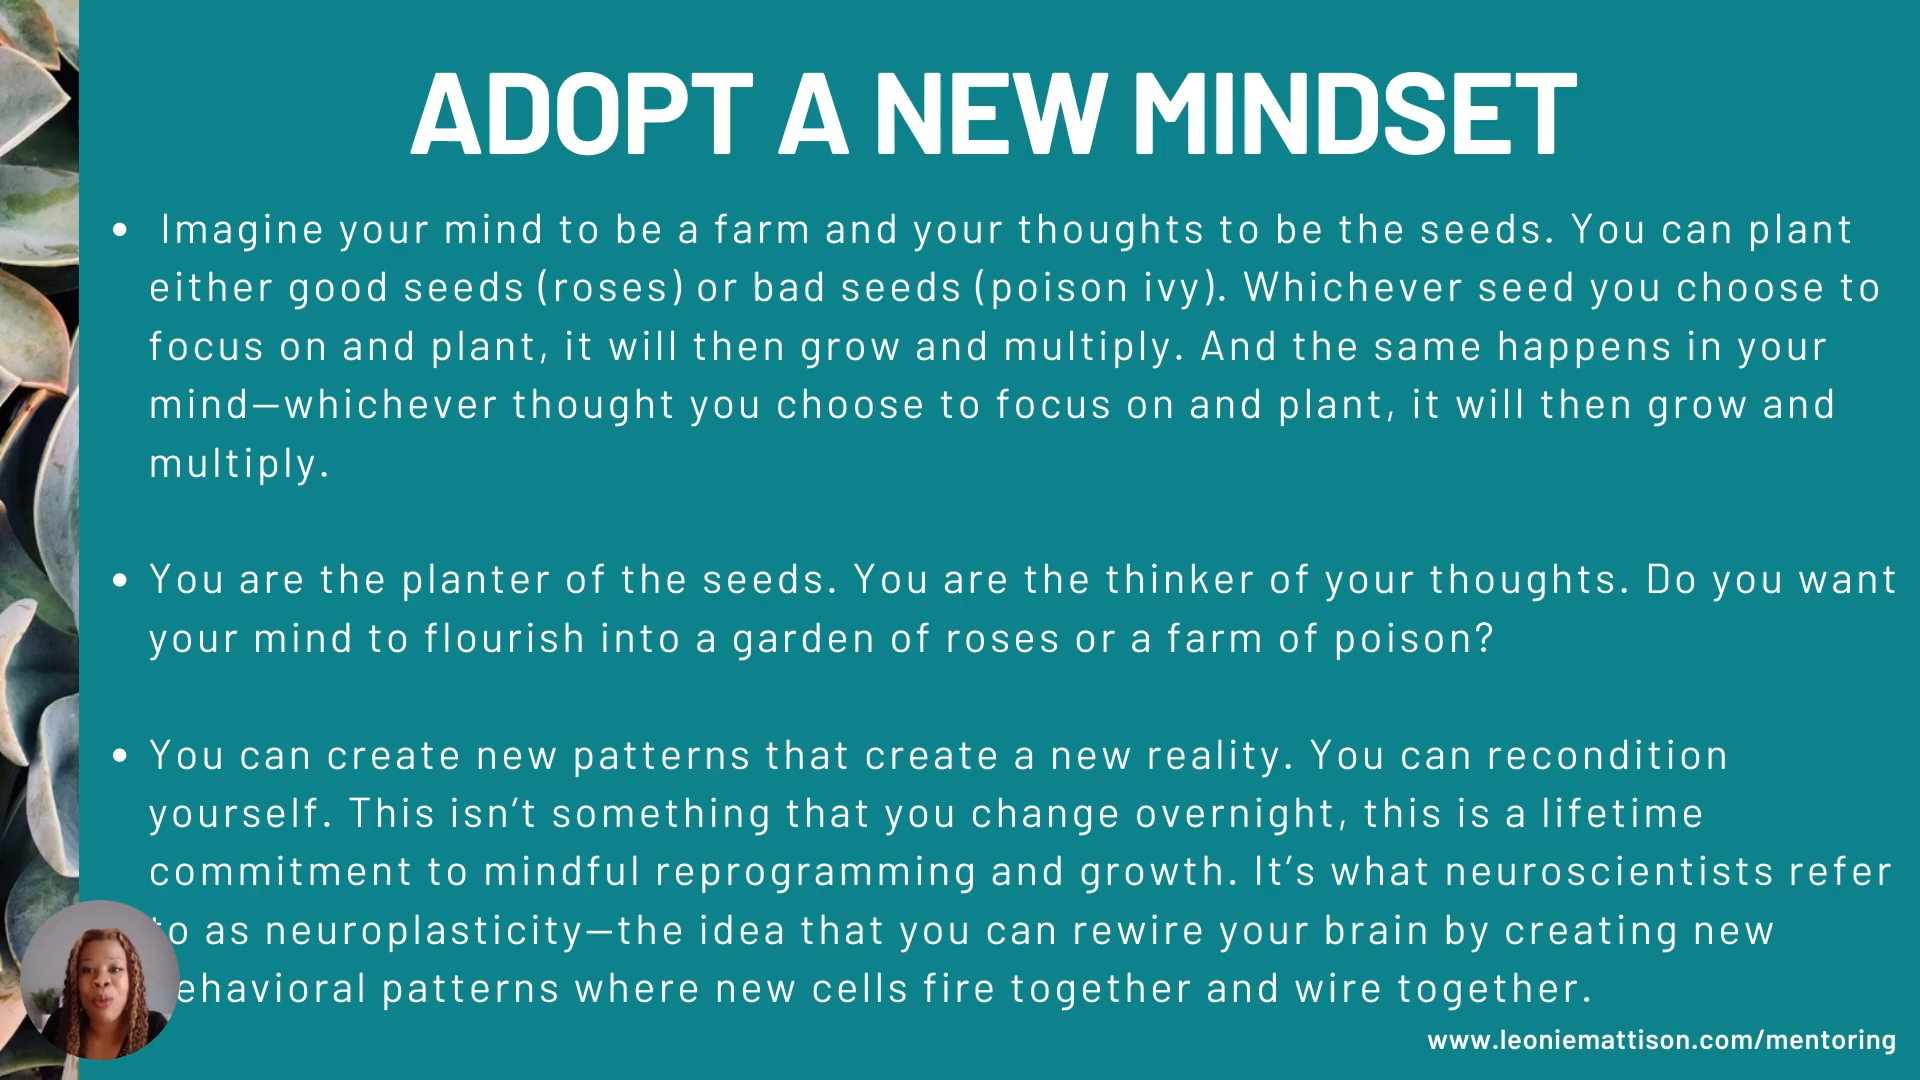 ADOPT A NEW MINDSET
• Imagine your mind to be a farm and your thoughts to be the seeds. You can plant
either good seeds (roses) or bad seeds (poison ivy). Whichever seed you choose to
focus on and plant, it will then grow and multiply. And the same happens in your
mind—whichever thought you choose to focus on and plant, it will then grow and
multiply.
• You are the planter of the seeds. You are the thinker of your thoughts. Do you want
your mind to flourish into a garden of roses or a farm of poison?
• You can create new patterns that create a new reality. You can recondition
yourself. This isn’t something that you change overnight, this is a lifetime
commitment to mindful reprogramming and growth. It’s what neuroscientists refer
to as neuroplasticity—the idea that you can rewire your brain by creating new
ehavioral patterns where new cells fire together and wire together.
www.leoniemattison.com/mentoring